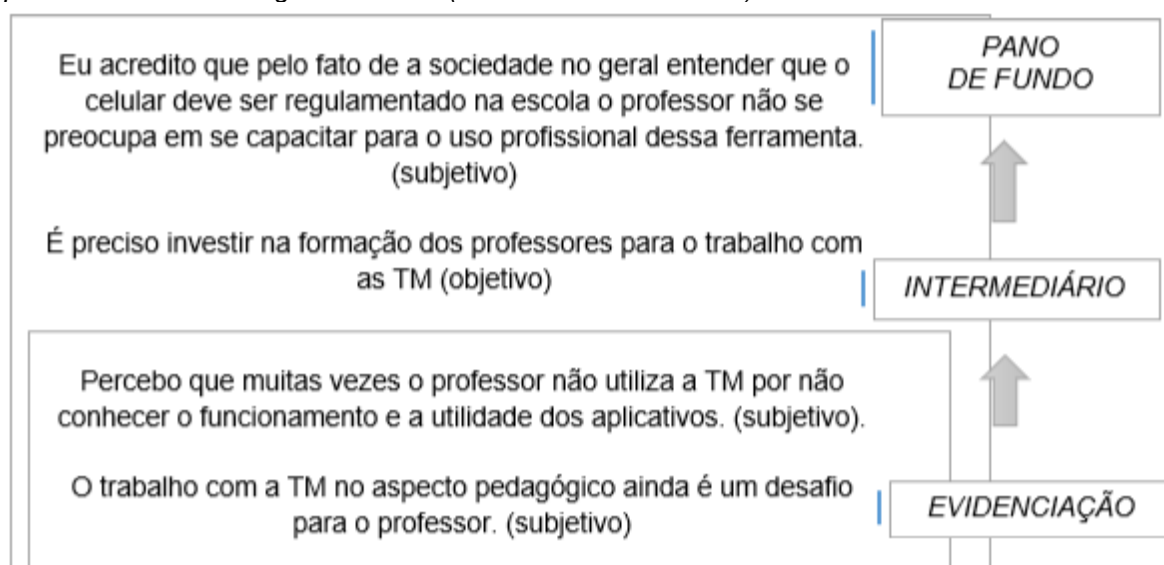 Eu acredito que pelo fato de a sociedade no geral entender que o
celular deve ser regulamentado na escola o professor não se
preocupa em se capacitar para o uso profissional dessa ferramenta.
(subjetivo)
PANO
DE FUNDO
É preciso investir na formação dos professores para o trabalho com
as TM (objetivo)
INTERMEDIÁRIO
Percebo que muitas vezes o professor não utiliza a TM por não
conhecer o funcionamento e a utilidade dos aplicativos. (subjetivo).
O trabalho com a TM no aspecto pedagógico ainda é um desafio
para o professor. (subjetivo)
EVIDENCIAÇÃO